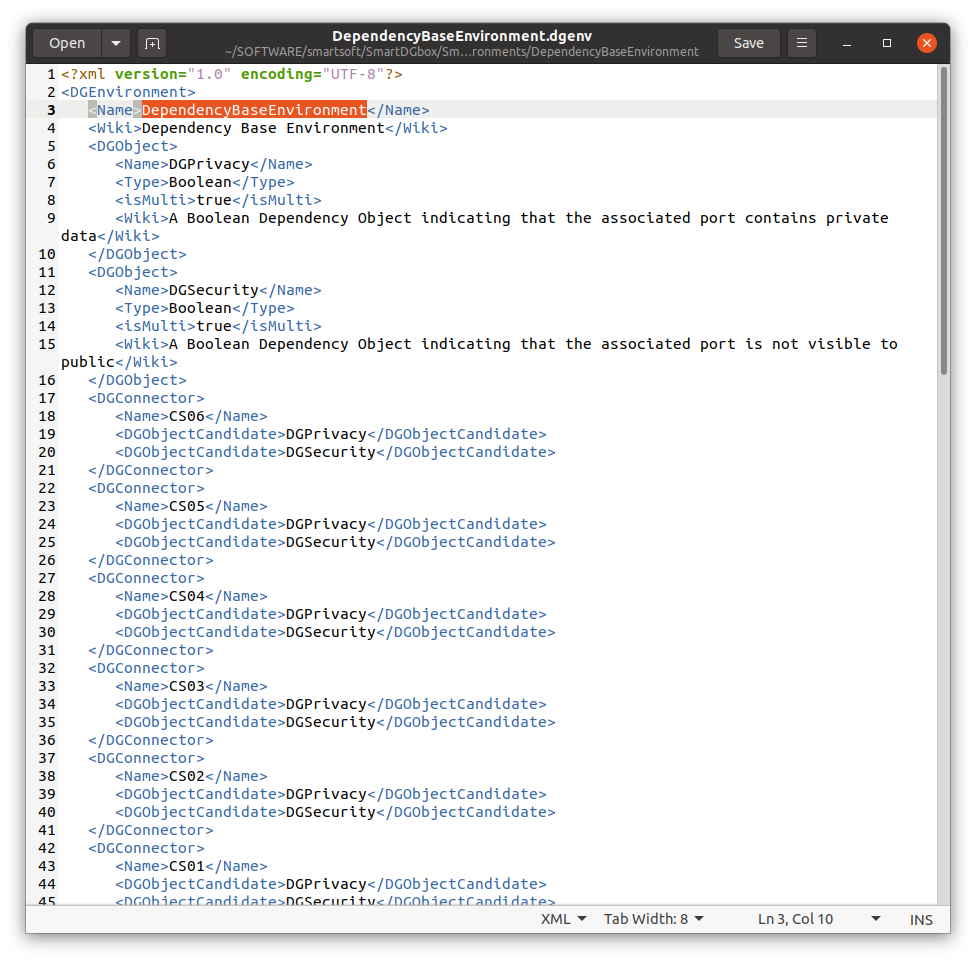 Open
DependencyBaseEnvironment.dgenv
~/SOFTWARE/smartsoft/SmartDGbox/Sm…ronments/DependencyBaseEnvironment
Save
1 <?xml version="1.0" encoding="UTF-8"?>
2 <DGEnvironment>
3    <Name>DependencyBaseEnvironment</Name>
4    <Wiki>Dependency Base Environment</Wiki>
5    <DGObject>
6       <Name>DGPrivacy</Name>
7       <Type>Boolean</Type>
8       <isMulti>true</isMulti>
9       <Wiki>A Boolean Dependency Object indicating that the associated port contains private
data</Wiki>
10    </DGObject>
11    <DGObject>
12       <Name>DGSecurity</Name>
13       <Type>Boolean</Type>
14       <isMulti>true</isMulti>
15       <Wiki>A Boolean Dependency Object indicating that the associated port is not visible to
public</Wiki>
16    </DGObject>
17    <DGConnector>
18       <Name>CS06</Name>
19       <DGObjectCandidate>DGPrivacy</DGObjectCandidate>
20       <DGObjectCandidate>DGSecurity</DGObjectCandidate>
21    </DGConnector>
22    <DGConnector>
23       <Name>CS05</Name>
24       <DGObjectCandidate>DGPrivacy</DGObjectCandidate>
25       <DGObjectCandidate>DGSecurity</DGObjectCandidate>
26    </DGConnector>
27    <DGConnector>
28       <Name>CS04</Name>
29       <DGObjectCandidate>DGPrivacy</DGObjectCandidate>
30       <DGObjectCandidate>DGSecurity</DGObjectCandidate>
31    </DGConnector>
32    <DGConnector>
33       <Name>CS03</Name>
34       <DGObjectCandidate>DGPrivacy</DGObjectCandidate>
35       <DGObjectCandidate>DGSecurity</DGObjectCandidate>
36    </DGConnector>
37    <DGConnector>
38       <Name>CS02</Name>
39       <DGObjectCandidate>DGPrivacy</DGObjectCandidate>
40       <DGObjectCandidate>DGSecurity</DGObjectCandidate>
41    </DGConnector>
42    <DGConnector>
43       <Name>CS01</Name>
44       <DGObjectCandidate>DGPrivacy</DGObjectCandidate>
45       <DGObjectCandidate>DGSecurity</DGObjectCandidate>
XML Tab Width: 8 Ln 3, Col 10 INS